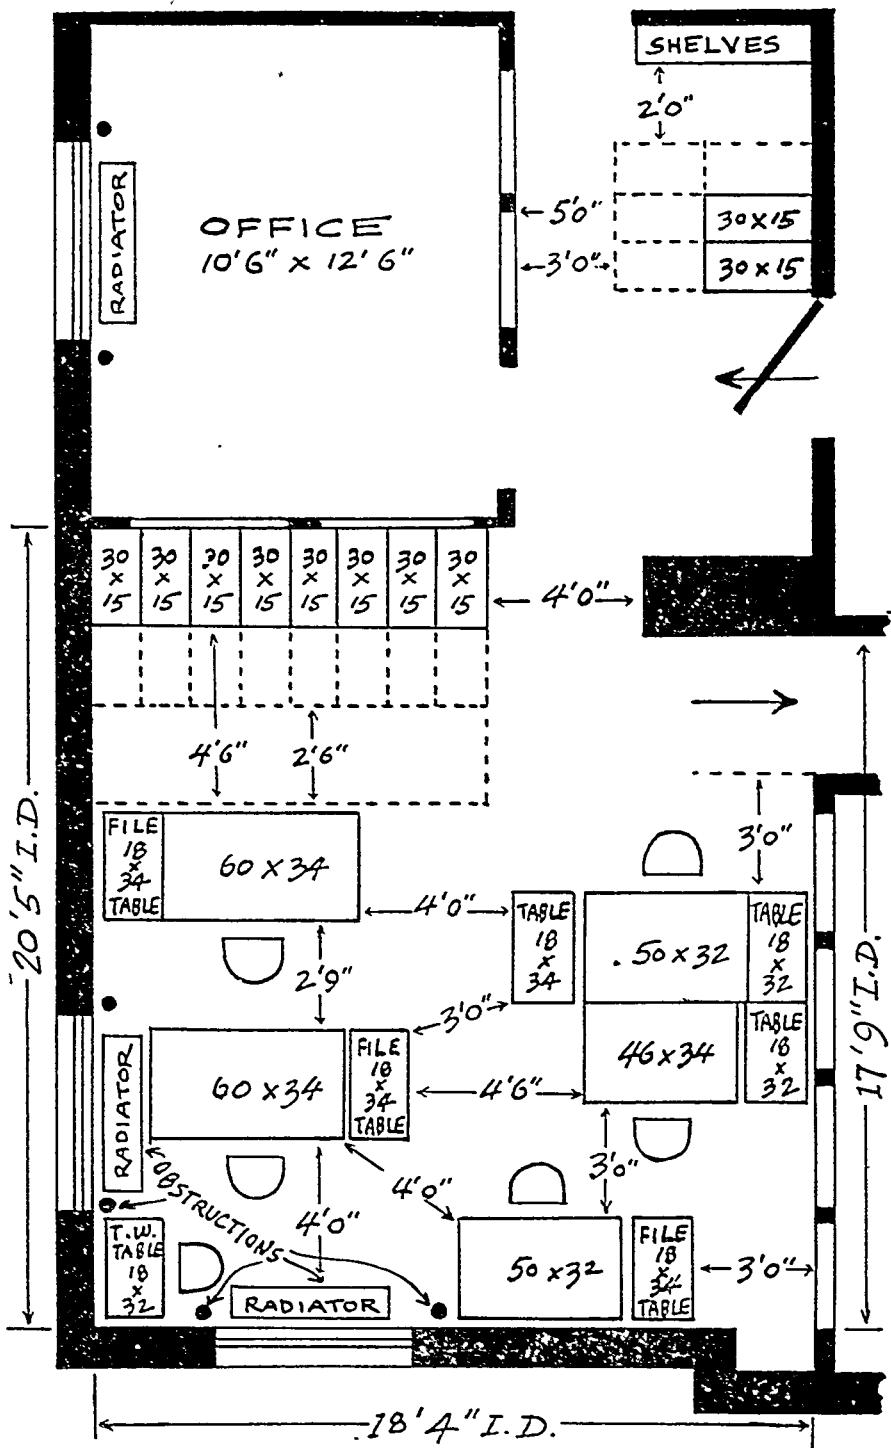 SHELVES
2'0"
RADIATOR
OFFICE
10'6" x 12'6"
5'0"
3'0"
30x15
30x15
30
x
15
30
x
15
30
x
15
30
x
15
30
x
15
30
x
15
30
x
15
30
x
15
4'0"
4'6"
2'6"
20'5" I.D.
FILE
18
x
34
TABLE
60 x 34
3'0"
4'0"
TABLE
18
x
34
50 x 32
TABLE
18
x
32
2'9"
3'0"
17'9" I.D.
RADIATOR
60 x 34
FILE
18
x
34
TABLE
4'6"
46x34
TABLE
18
x
32
OBSTRUCTIONS
4'0"
4'0"
3'0"
T.W.
TABLE
18
x
32
RADIATOR
50x32
FILE
18
x
34
TABLE
3'0"
18'4" I.D.